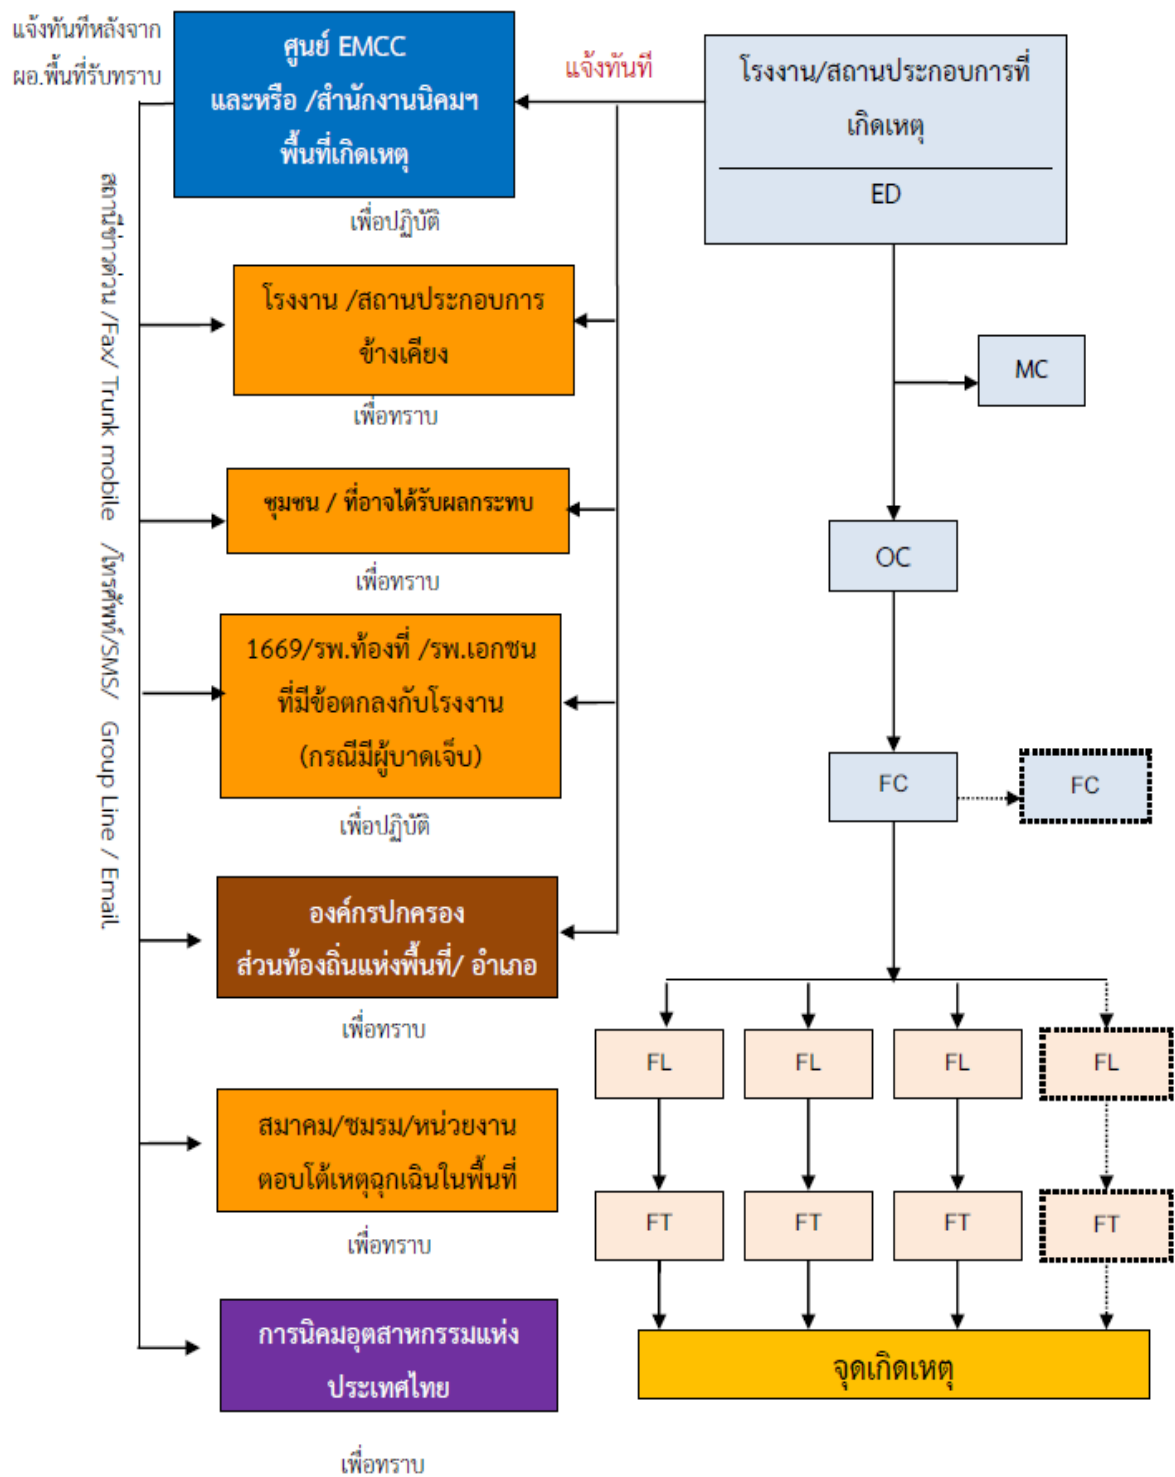 แจ้งทันทีหลังจาก
ผอ.พื้นที่รับทราบ
ศูนย์ EMCC
และหรือ /สำนักงานนิคมฯ
พื้นที่เกิดเหตุ
เพื่อปฏิบัติ
แจ้งทันที
โรงงาน/สถานประกอบการที่
เกิดเหตุ
ED
สถานีข่าวด่วน /Fax/ Trunk mobile /โทรศัพท์/SMS/ Group Line / Email
โรงงาน /สถานประกอบการ
ข้างเคียง
เพื่อทราบ
MC
ชุมชน / ที่อาจได้รับผลกระทบ
เพื่อทราบ
OC
1669/รพ.ท้องที่ /รพ.เอกชน
ที่มีข้อตกลงกับโรงงาน
(กรณีมีผู้บาดเจ็บ)
เพื่อปฏิบัติ
FC
FC
องค์กรปกครอง
ส่วนท้องถิ่นแห่งพื้นที่/ อำเภอ
เพื่อทราบ
FL
FL
FL
FL
สมาคม/ชมรม/หน่วยงาน
ตอบโต้เหตุฉุกเฉินในพื้นที่
เพื่อทราบ
FT
FT
FT
FT
การนิคมอุตสาหกรรมแห่ง
ประเทศไทย
เพื่อทราบ
จุดเกิดเหตุ